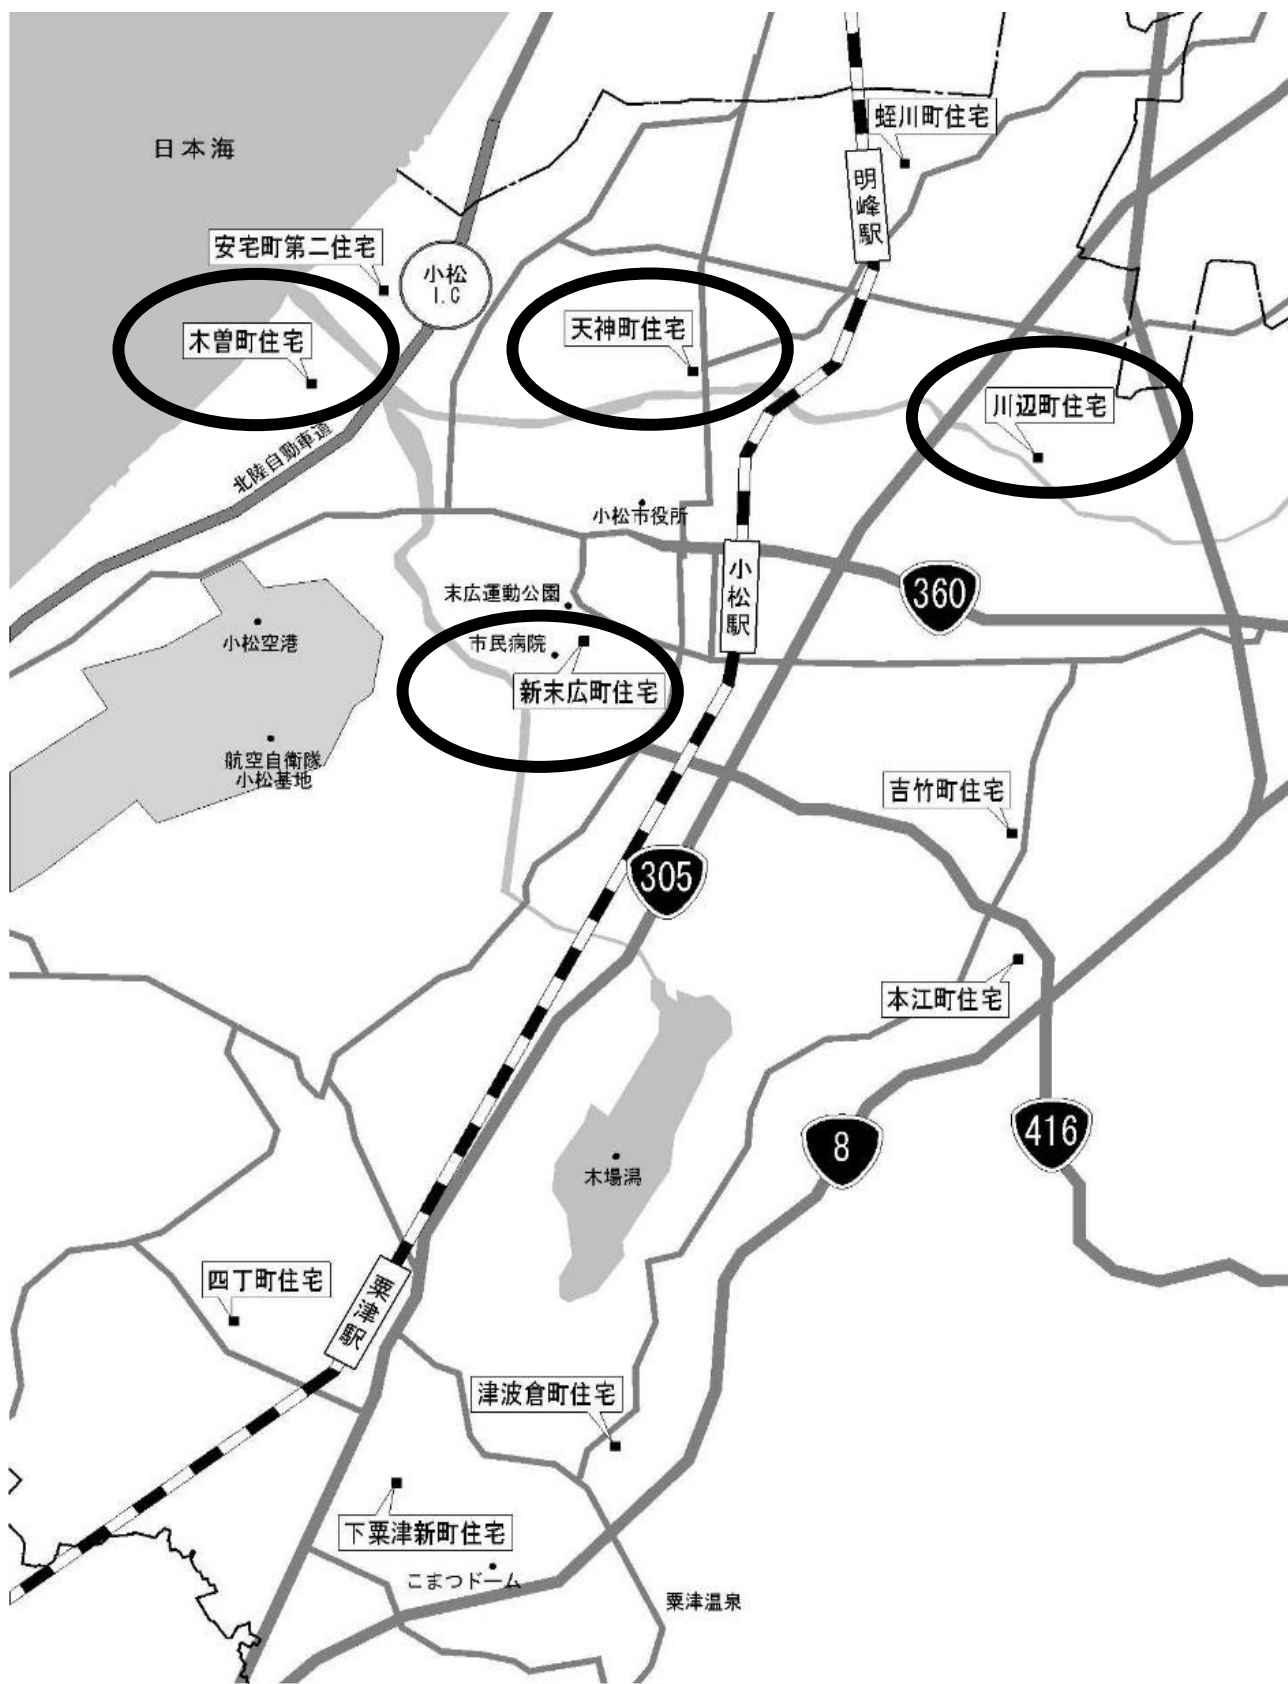 蛭川町住宅
日本海
明峰駅
安宅町第二住宅
小松
I.C
木曽町住宅
天神町住宅
川辺町住宅
北陸自動車道
小松市役所
小松駅
360
末広運動公園
小松空港
市民病院
新末広町住宅
航空自衛隊
小松基地
吉竹町住宅
305
本江町住宅
8
416
木場潟
四丁町住宅
粟津駅
津波倉町住宅
下粟津新町住宅
こまつドーム
粟津温泉